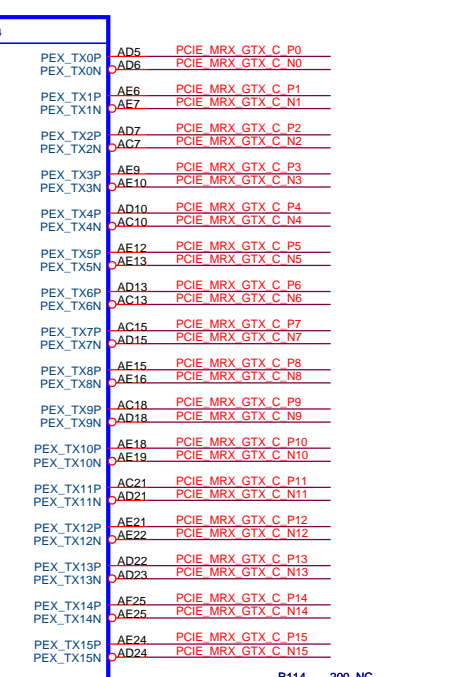 PEX_TX0P AD5 PCIE_MRX_GTX_C_P0
PEX_TX0N AD6 PCIE_MRX_GTX_C_N0
PEX_TX1P AE6 PCIE_MRX_GTX_C_P1
PEX_TX1N AE7 PCIE_MRX_GTX_C_N1
PEX_TX2P AD7 PCIE_MRX_GTX_C_P2
PEX_TX2N AC7 PCIE_MRX_GTX_C_N2
PEX_TX3P AE9 PCIE_MRX_GTX_C_P3
PEX_TX3N AE10 PCIE_MRX_GTX_C_N3
PEX_TX4P AD10 PCIE_MRX_GTX_C_P4
PEX_TX4N AC10 PCIE_MRX_GTX_C_N4
PEX_TX5P AE12 PCIE_MRX_GTX_C_P5
PEX_TX5N AE13 PCIE_MRX_GTX_C_N5
PEX_TX6P AD13 PCIE_MRX_GTX_C_P6
PEX_TX6N AC13 PCIE_MRX_GTX_C_N6
PEX_TX7P AC15 PCIE_MRX_GTX_C_P7
PEX_TX7N AD15 PCIE_MRX_GTX_C_N7
PEX_TX8P AE15 PCIE_MRX_GTX_C_P8
PEX_TX8N AE16 PCIE_MRX_GTX_C_N8
PEX_TX9P AC18 PCIE_MRX_GTX_C_P9
PEX_TX9N AD18 PCIE_MRX_GTX_C_N9
PEX_TX10P AE18 PCIE_MRX_GTX_C_P10
PEX_TX10N AE19 PCIE_MRX_GTX_C_N10
PEX_TX11P AC21 PCIE_MRX_GTX_C_P11
PEX_TX11N AD21 PCIE_MRX_GTX_C_N11
PEX_TX12P AE21 PCIE_MRX_GTX_C_P12
PEX_TX12N AE22 PCIE_MRX_GTX_C_N12
PEX_TX13P AD22 PCIE_MRX_GTX_C_P13
PEX_TX13N AD23 PCIE_MRX_GTX_C_N13
PEX_TX14P AF25 PCIE_MRX_GTX_C_P14
PEX_TX14N AE25 PCIE_MRX_GTX_C_N14
PEX_TX15P AE24 PCIE_MRX_GTX_C_P15
PEX_TX15N AD24 PCIE_MRX_GTX_C_N15
200_NC